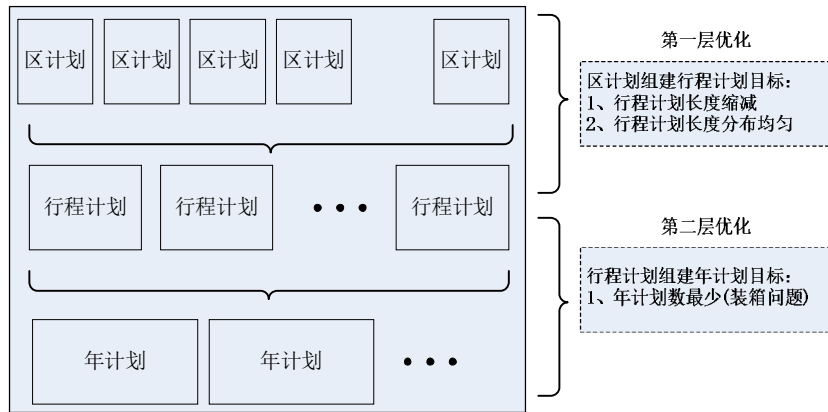 区计划 区计划 区计划 区计划 区计划
第一层优化
区计划组建行程计划目标:
1、行程计划长度缩减
2、行程计划长度分布均匀
行程计划 行程计划 • • • 行程计划
第二层优化
行程计划组建年计划目标:
1、年计划数最少(装箱问题)
年计划 年计划 • • •